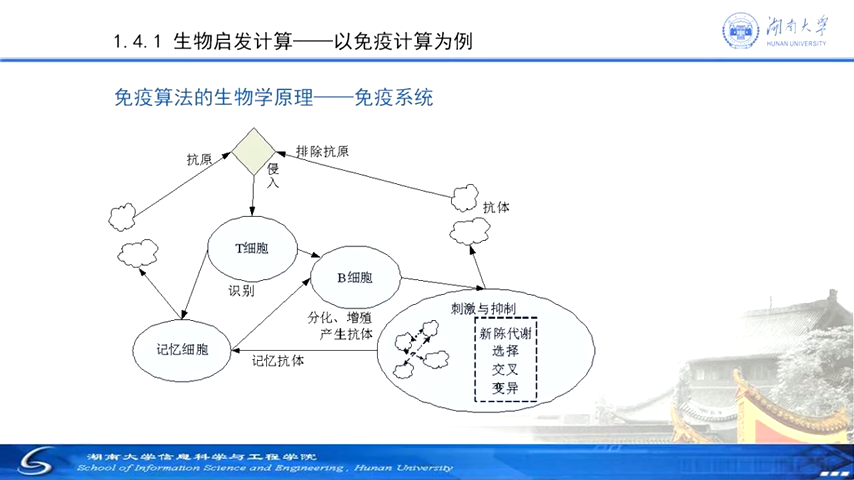 1.4.1 生物启发计算——以免疫计算为例
湖南大学
HUNAN UNIVERSITY
免疫算法的生物学原理——免疫系统
抗原
排除抗原
侵
入
抗体
T细胞
识别
B细胞
分化、增殖
产生抗体
刺激与抑制
新陈代谢
选择
交叉
变异
记忆细胞
记忆抗体
湖南大学信息科学与工程学院
School of Information Science and Engineering, Hunan University